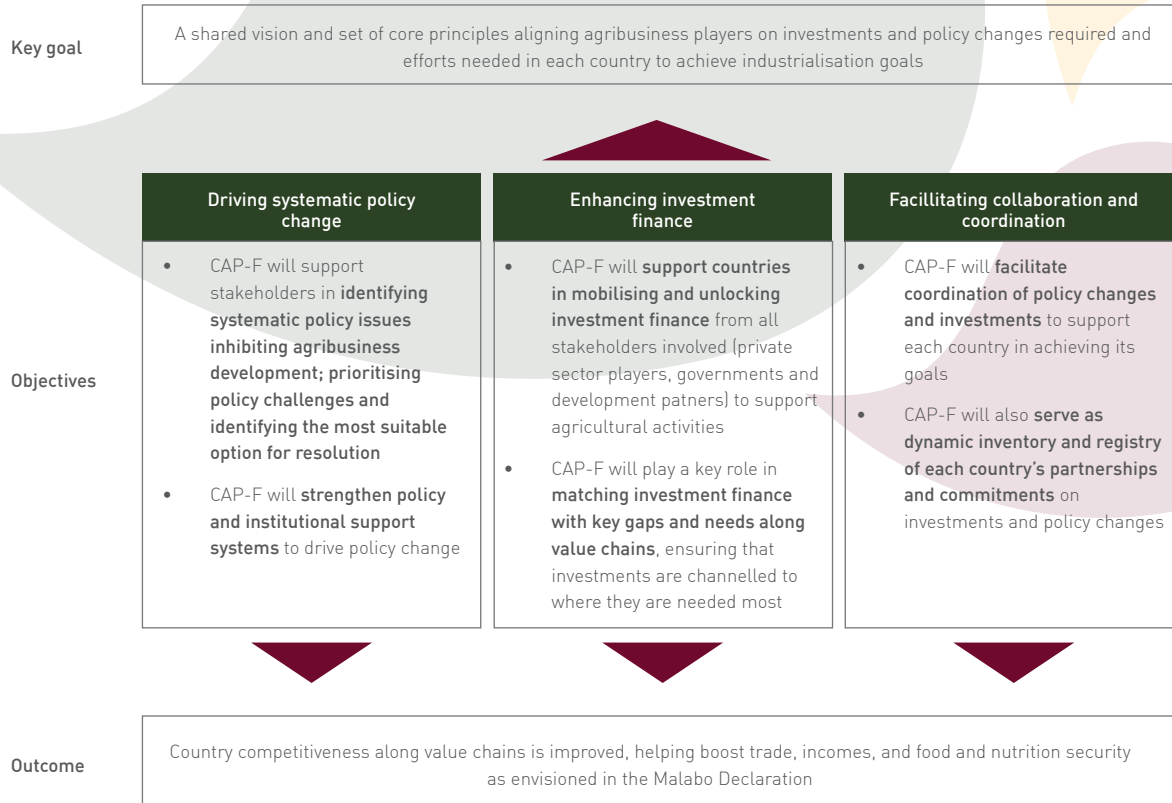 Key goal
A shared vision and set of core principles aligning agribusiness players on investments and policy changes required and
efforts needed in each country to achieve industrialisation goals
Objectives
Driving systematic policy
change
• CAP-F will support
stakeholders in identifying
systematic policy issues
inhibiting agribusiness
development; prioritising
policy challenges and
identifying the most suitable
option for resolution
• CAP-F will strengthen policy
and institutional support
systems to drive policy change
Enhancing investment
finance
• CAP-F will support countries
in mobilising and unlocking
investment finance from all
stakeholders involved (private
sector players, governments and
development patners) to support
agricultural activities
• CAP-F will play a key role in
matching investment finance
with key gaps and needs along
value chains, ensuring that
investments are channelled to
where they are needed most
Facillitating collaboration and
coordination
• CAP-F will facilitate
coordination of policy changes
and investments to support
each country in achieving its
goals
• CAP-F will also serve as
dynamic inventory and registry
of each country's partnerships
and commitments on
investments and policy changes
Outcome
Country competitiveness along value chains is improved, helping boost trade, incomes, and food and nutrition security
as envisioned in the Malabo Declaration